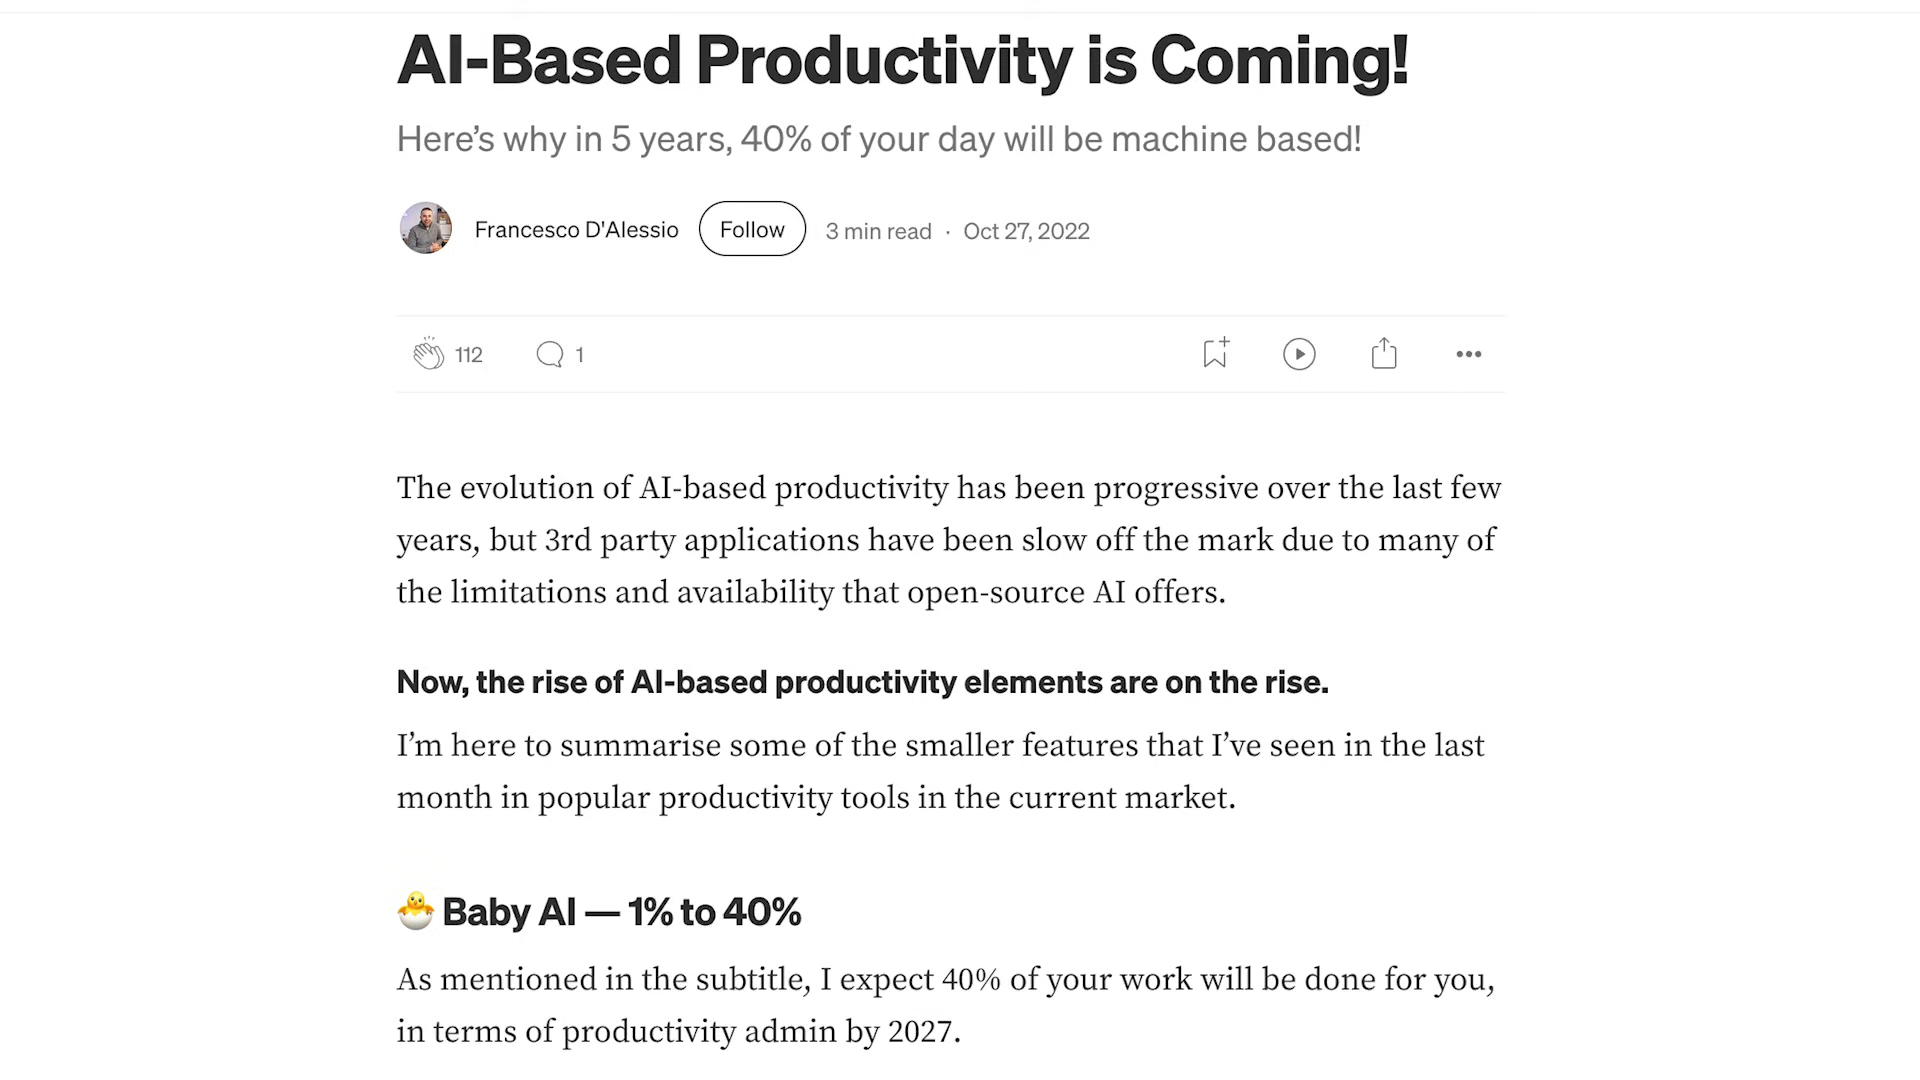 AI-Based Productivity is Coming!
Here's why in 5 years, 40% of your day will be machine based!
Francesco D'Alessio Follow 3 min read · Oct 27, 2022
112 1
The evolution of AI-based productivity has been progressive over the last few
years, but 3rd party applications have been slow off the mark due to many of
the limitations and availability that open-source AI offers.
Now, the rise of AI-based productivity elements are on the rise.
I'm here to summarise some of the smaller features that I've seen in the last
month in popular productivity tools in the current market.
🐣 Baby AI — 1% to 40%
As mentioned in the subtitle, I expect 40% of your work will be done for you,
in terms of productivity admin by 2027.